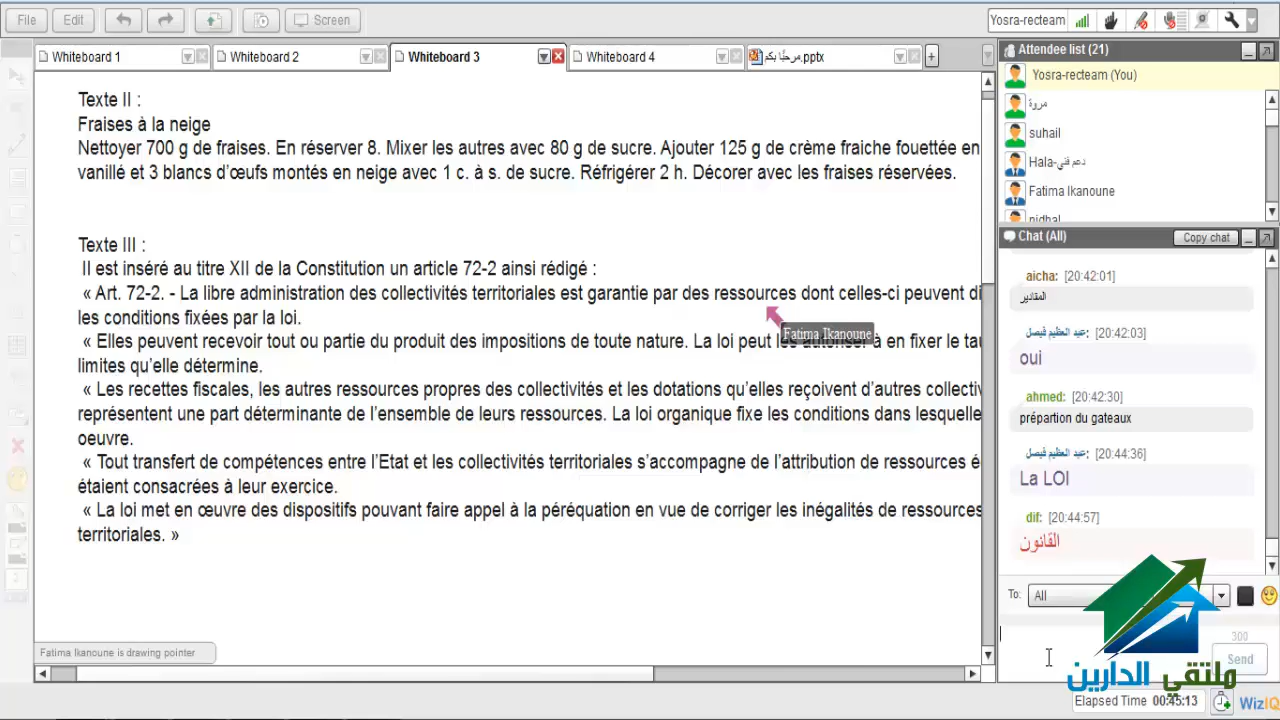 File Edit Screen
Yosra-recteam
Whiteboard 1 Whiteboard 2 Whiteboard 3 Whiteboard 4 مرحبًا بكم.pptx
Texte II :
Fraises à la neige
Nettoyer 700 g de fraises. En réserver 8. Mixer les autres avec 80 g de sucre. Ajouter 125 g de crème fraiche fouettée en
vanillé et 3 blancs d’œufs montés en neige avec 1 c. à s. de sucre. Réfrigérer 2 h. Décorer avec les fraises réservées.
Texte III :
Il est inséré au titre XII de la Constitution un article 72-2 ainsi rédigé :
« Art. 72-2. - La libre administration des collectivités territoriales est garantie par des ressources dont celles-ci peuvent di
les conditions fixées par la loi.
Fatima Ikanoune
« Elles peuvent recevoir tout ou partie du produit des impositions de toute nature. La loi peut les autoriser à en fixer le tau
limites qu’elle détermine.
« Les recettes fiscales, les autres ressources propres des collectivités et les dotations qu’elles reçoivent d’autres collectiv
représentent une part déterminante de l’ensemble de leurs ressources. La loi organique fixe les conditions dans lesquelle
oeuvre.
« Tout transfert de compétences entre l’Etat et les collectivités territoriales s’accompagne de l’attribution de ressources é
étaient consacrées à leur exercice.
« La loi met en œuvre des dispositifs pouvant faire appel à la péréquation en vue de corriger les inégalités de ressources
territoriales. »
Fatima Ikanoune is drawing pointer
Attendee list (21)
Yosra-recteam (You)
مروة
suhail
Hala-دعم فني
Fatima Ikanoune
nidhal
Chat (All) Copy chat
aicha: [20:42:01]
المقادير
عبد العظيم فيصل: [20:42:03]
oui
ahmed: [20:42:30]
prépartion du gateaux
عبد العظيم فيصل: [20:44:36]
La LOI
dif: [20:44:57]
القانون
To: All
300
Send
ملتقي الدارين
Elapsed Time 00:45:13 WizIQ